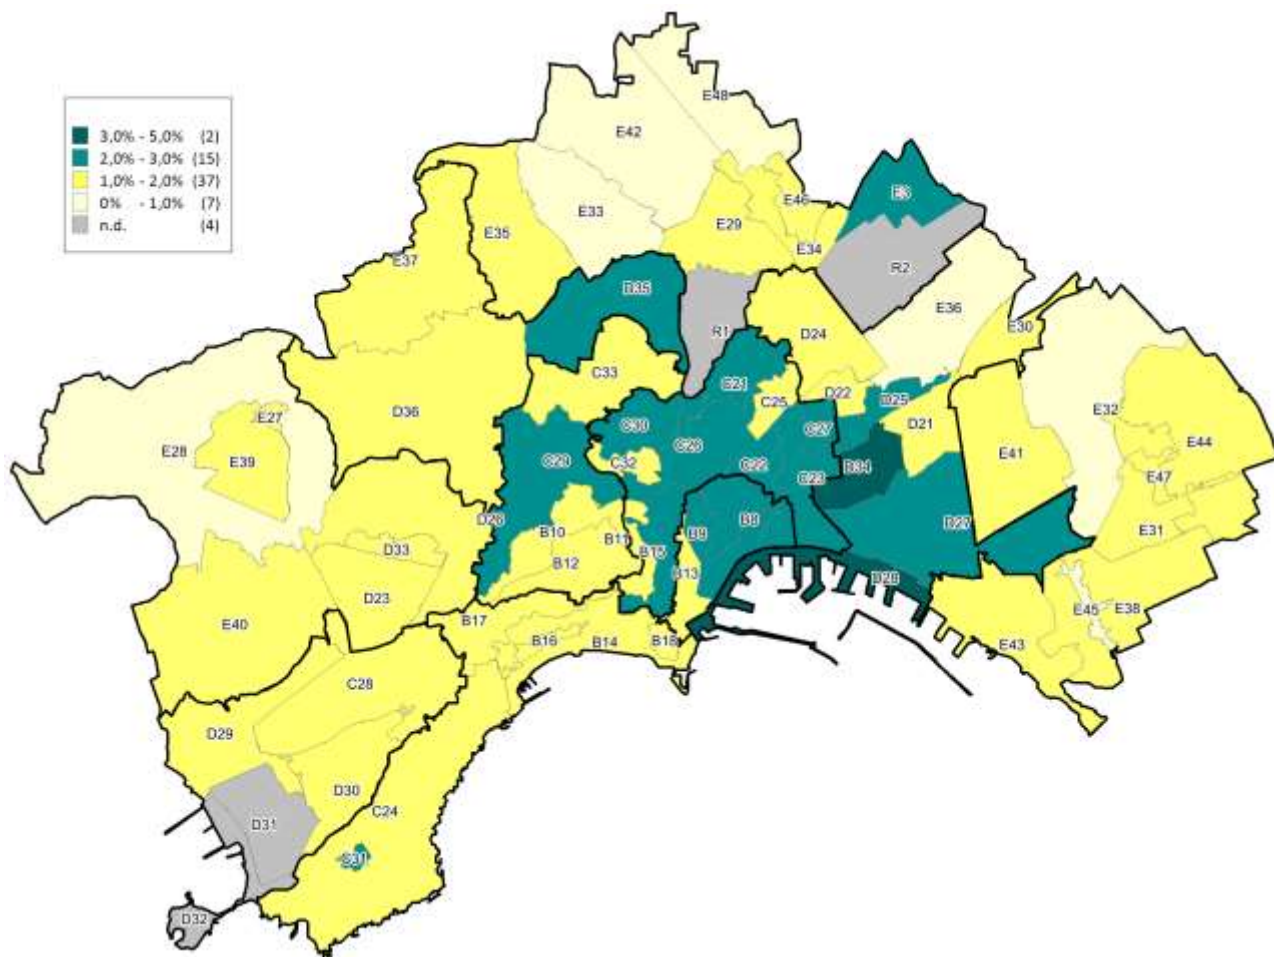 3,0% - 5,0% (2)
2,0% - 3,0% (15)
1,0% - 2,0% (37)
0% - 1,0% (7)
n.d. (4)
E48
E42
E3
E46
E33
E29
E35
E34
E37
R2
D35
E36
R1
E30
D24
C33
C21
D22
C25
D25
E32
D36
E27
C30
C27
D21
E28
C26
E44
E39
C29
C32
C22
E41
C23
E47
D26
B8
D27
B10
B11
B9
E31
D33
B15
B12
B13
D28
D23
E45
E38
E40
B17
B16
B14
B18
E43
C28
D29
D30
C24
D31
C31
D32